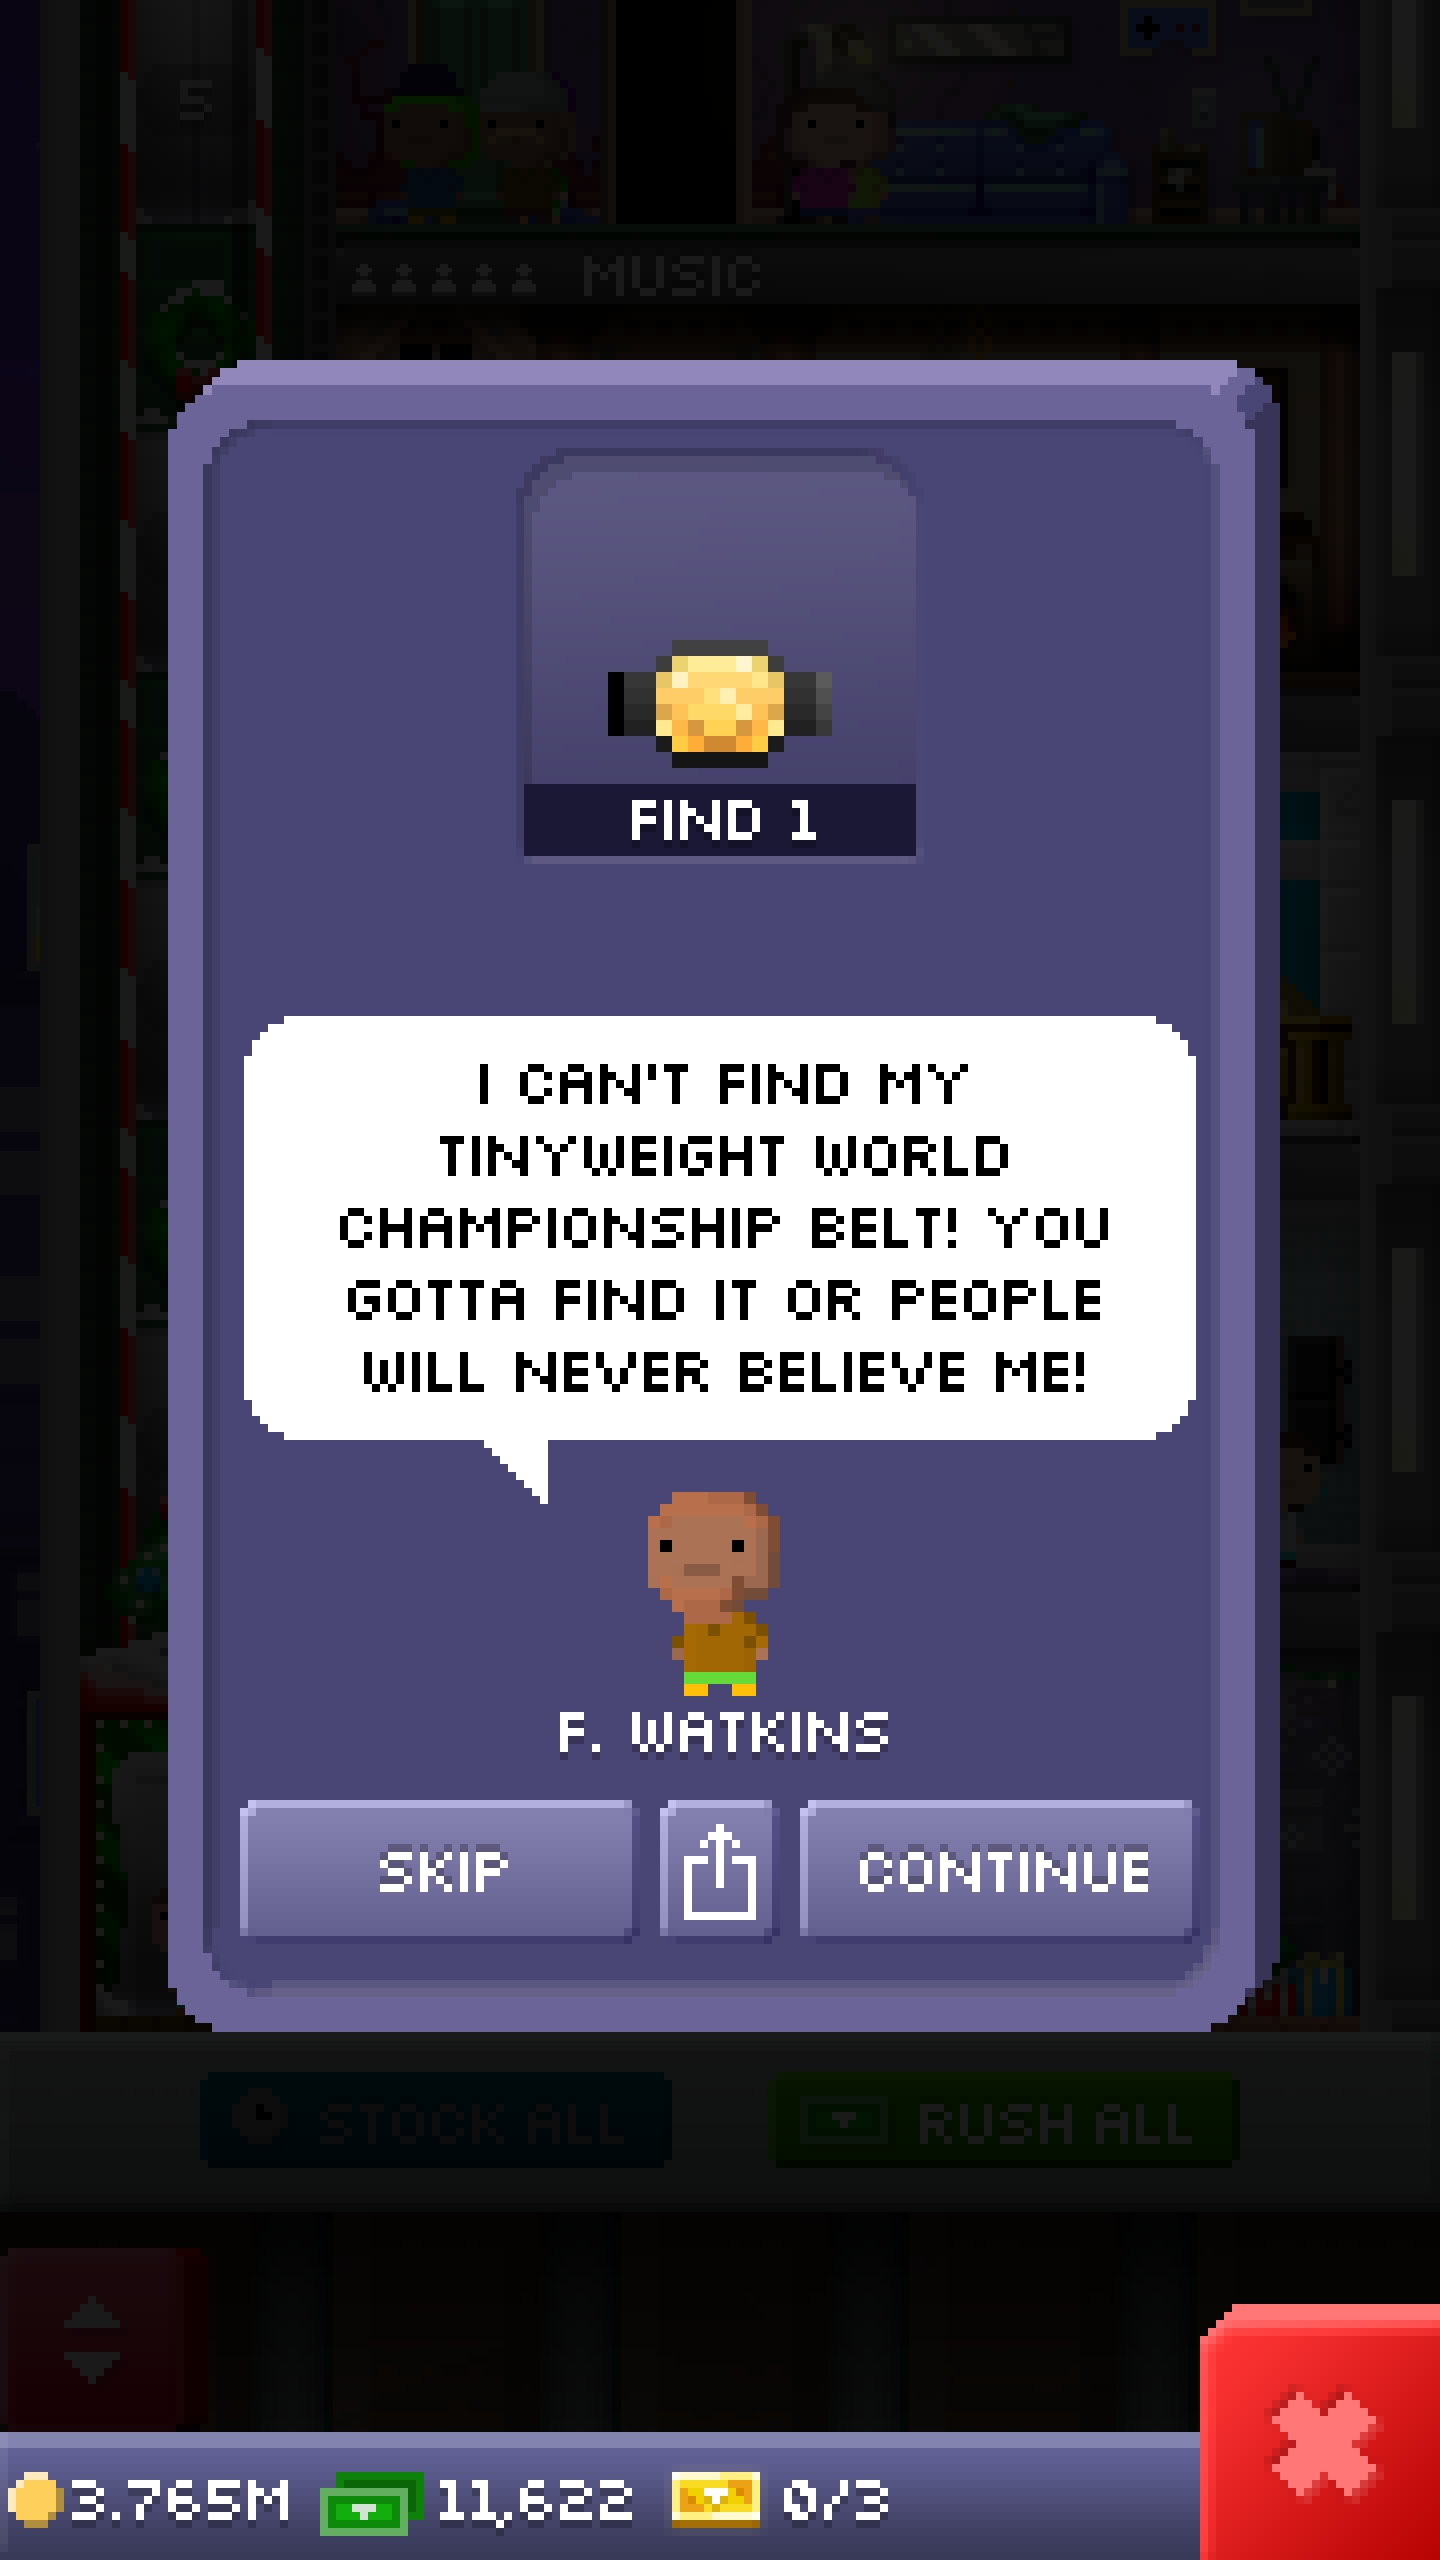 5
MUSIC
FIND 1
I CAN'T FIND MY
TINYWEIGHT WORLD
CHAMPIONSHIP BELT! YOU
GOTTA FIND IT OR PEOPLE
WILL NEVER BELIEVE ME!
F. WATKINS
SKIP
CONTINUE
STOCK ALL
RUSH ALL
3.765M
11,622
0/3